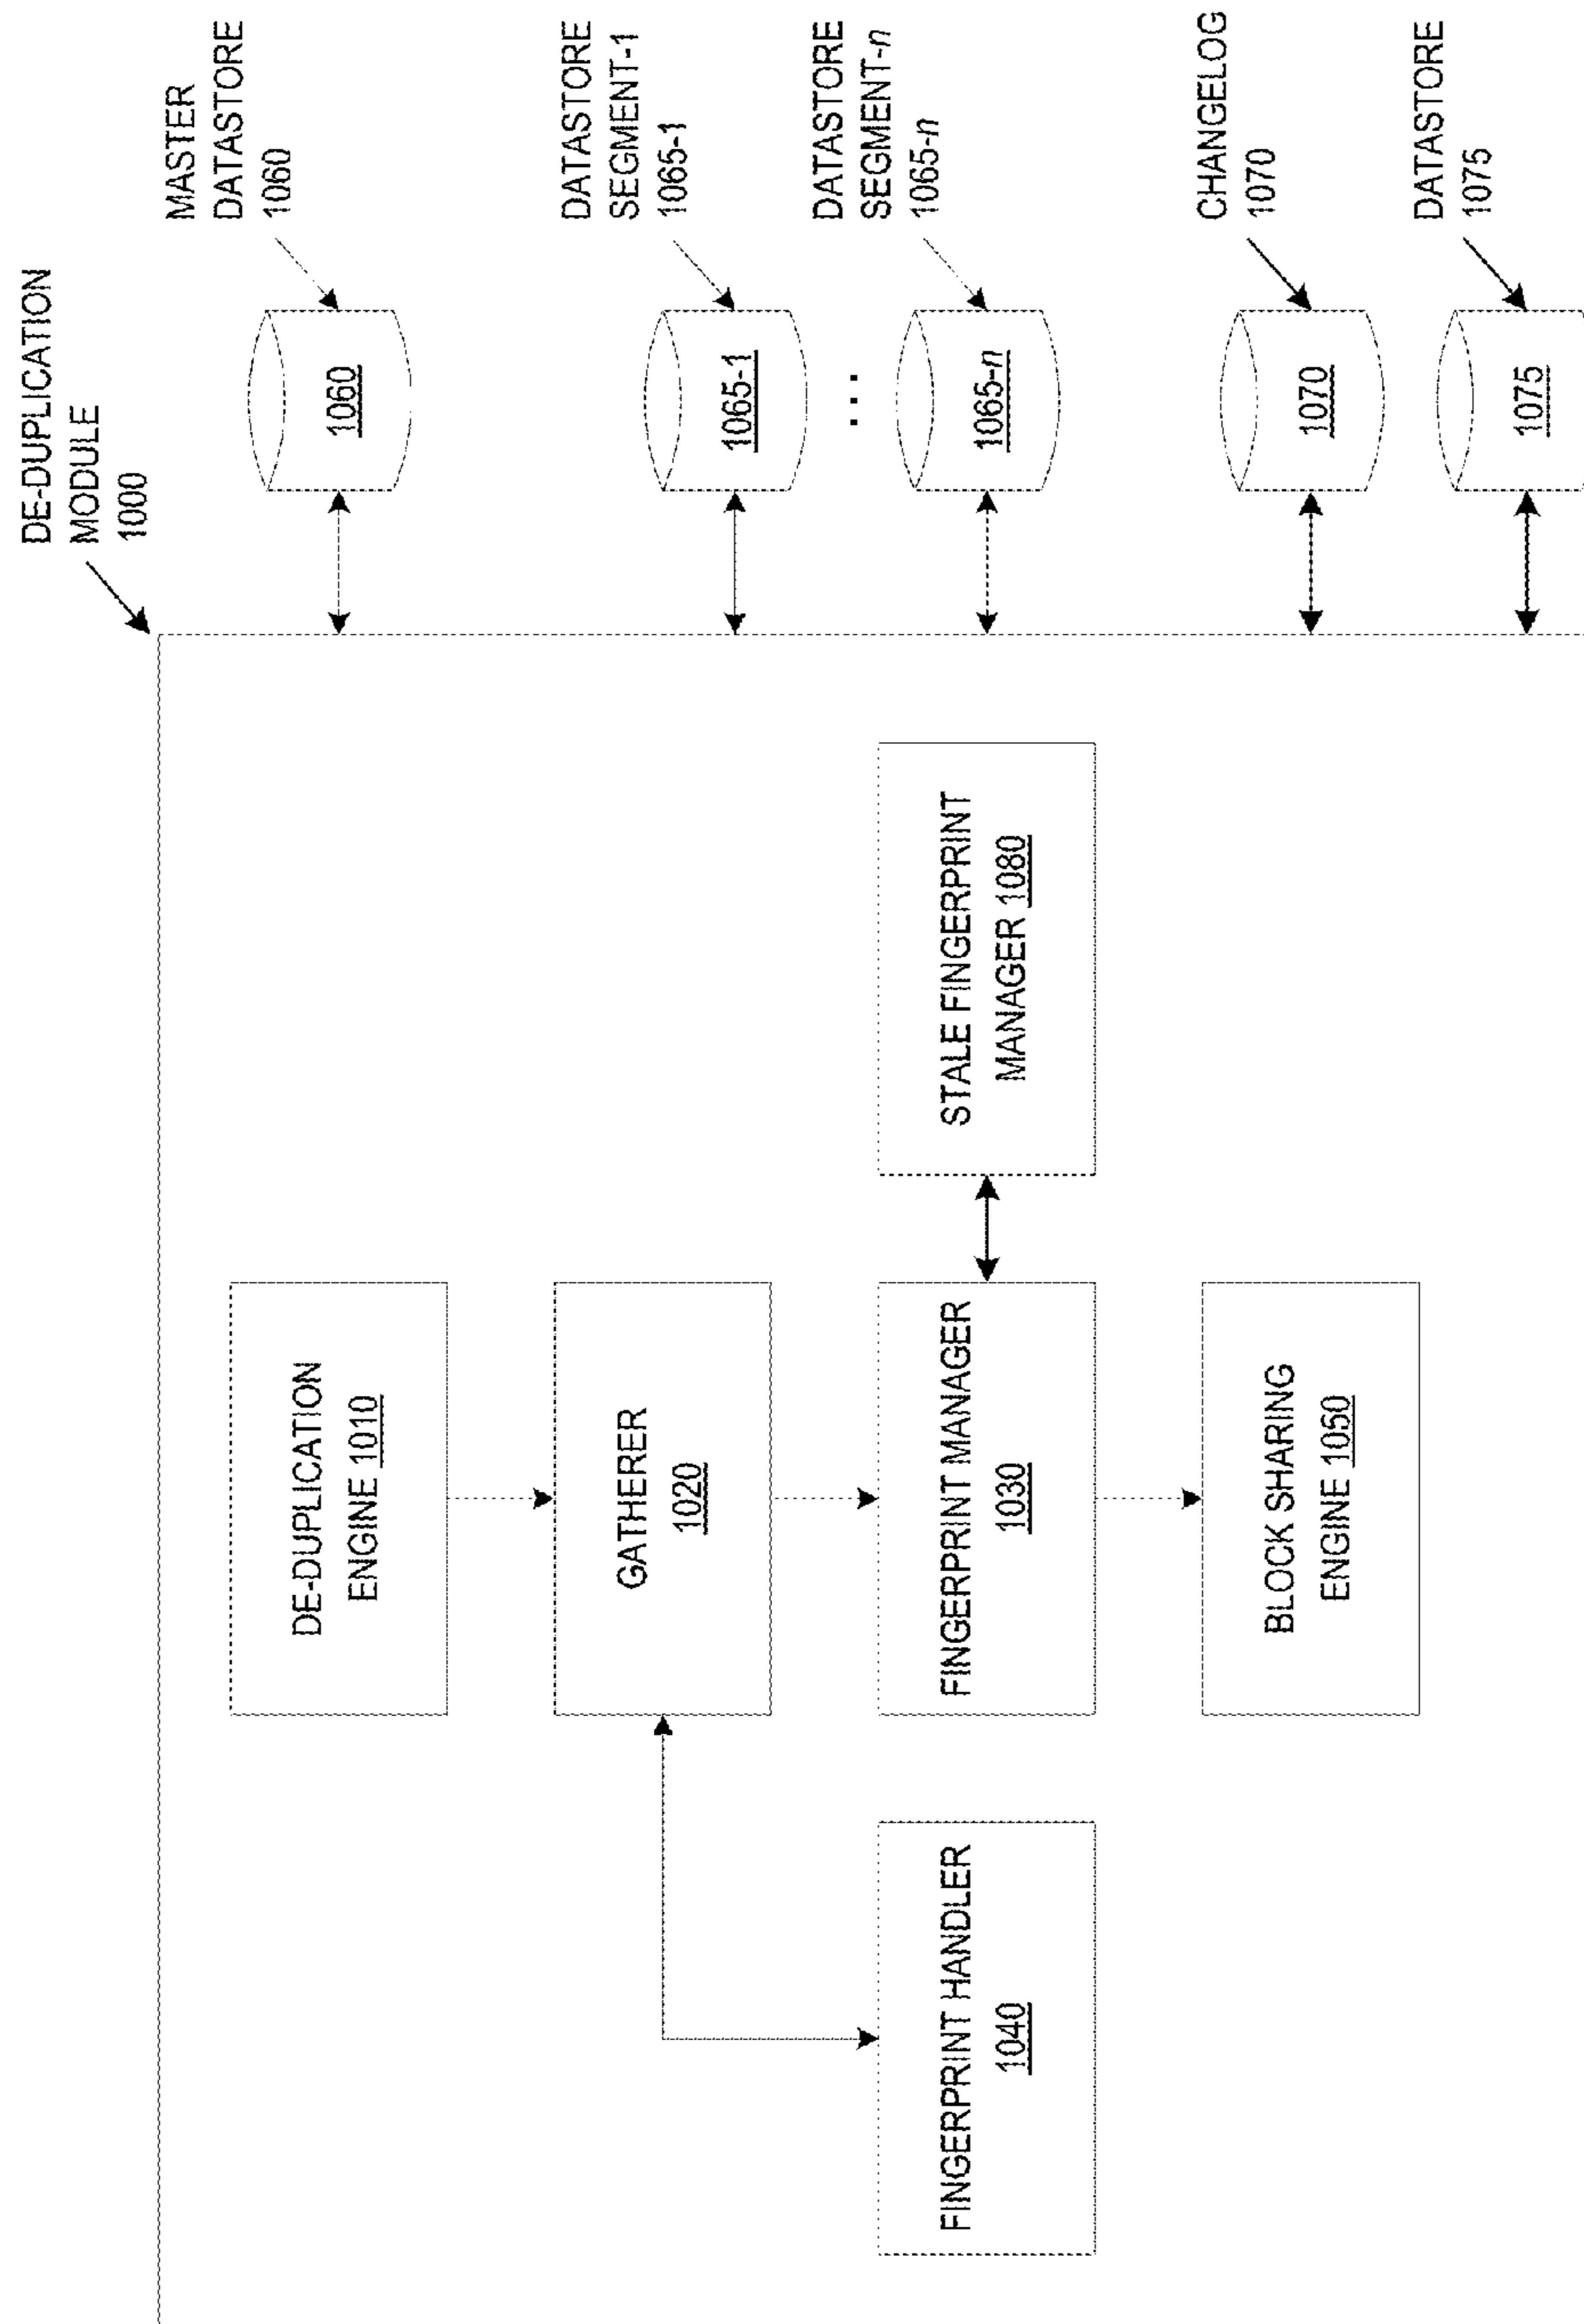 DE-DUPLICATION
MODULE
1000
MASTER
DATASTORE
1060
1060
DE-DUPLICATION
ENGINE 1010
DATASTORE
SEGMENT-1
1065-1
1065-1
GATHERER
1020
...
DATASTORE
SEGMENT-n
1065-n
1065-n
FINGERPRINT HANDLER
1040
FINGERPRINT MANAGER
1030
STALE FINGERPRINT
MANAGER 1080
CHANGELOG
1070
1070
BLOCK SHARING
ENGINE 1050
DATASTORE
1075
1075